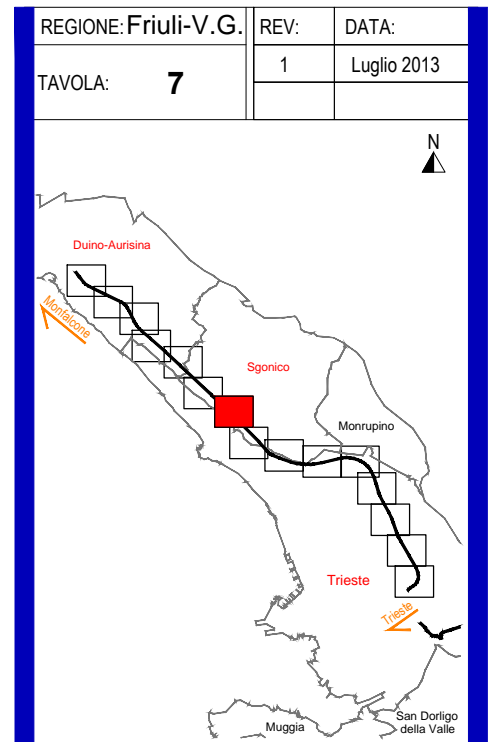 REGIONE: Friuli-V.G. REV: DATA:
TAVOLA: 7 1 Luglio 2013
N
Duino-Aurisina
Monfalcone
Sgonico
Monrupino
Trieste
Trieste
Muggia
San Dorligo
della Valle